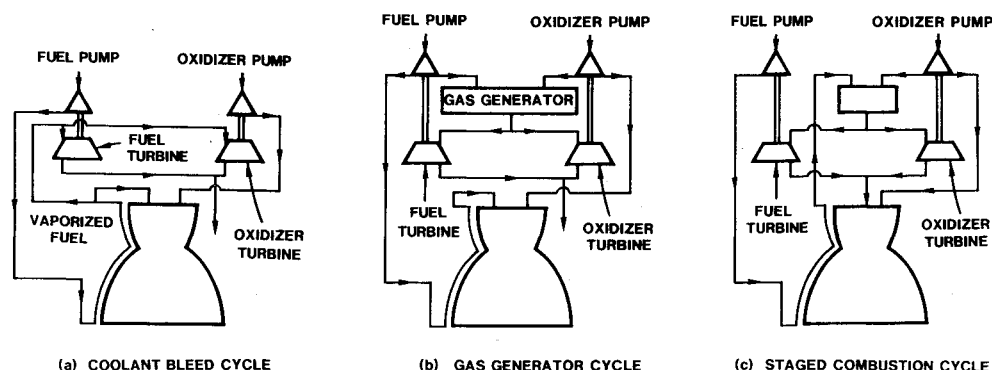 FUEL PUMP
OXIDIZER PUMP
FUEL
TURBINE
VAPORIZED
FUEL
OXIDIZER
TURBINE
(a) COOLANT BLEED CYCLE
FUEL PUMP
OXIDIZER PUMP
GAS GENERATOR
FUEL
TURBINE
OXIDIZER
TURBINE
(b) GAS GENERATOR CYCLE
FUEL PUMP
OXIDIZER PUMP
FUEL
TURBINE
OXIDIZER
TURBINE
(c) STAGED COMBUSTION CYCLE